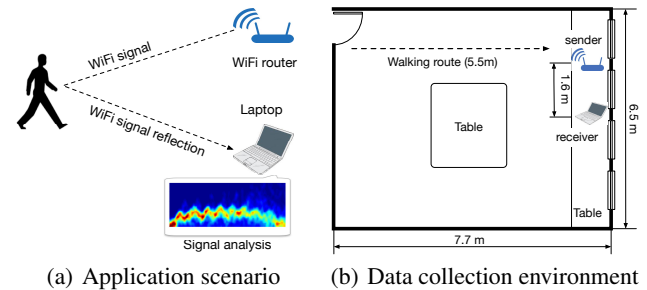 WiFi signal
WiFi router
WiFi signal reflection
Laptop
Signal analysis
(a) Application scenario
Walking route (5.5m)
sender
1.6 m
receiver
6.5 m
Table
Table
7.7 m
(b) Data collection environment